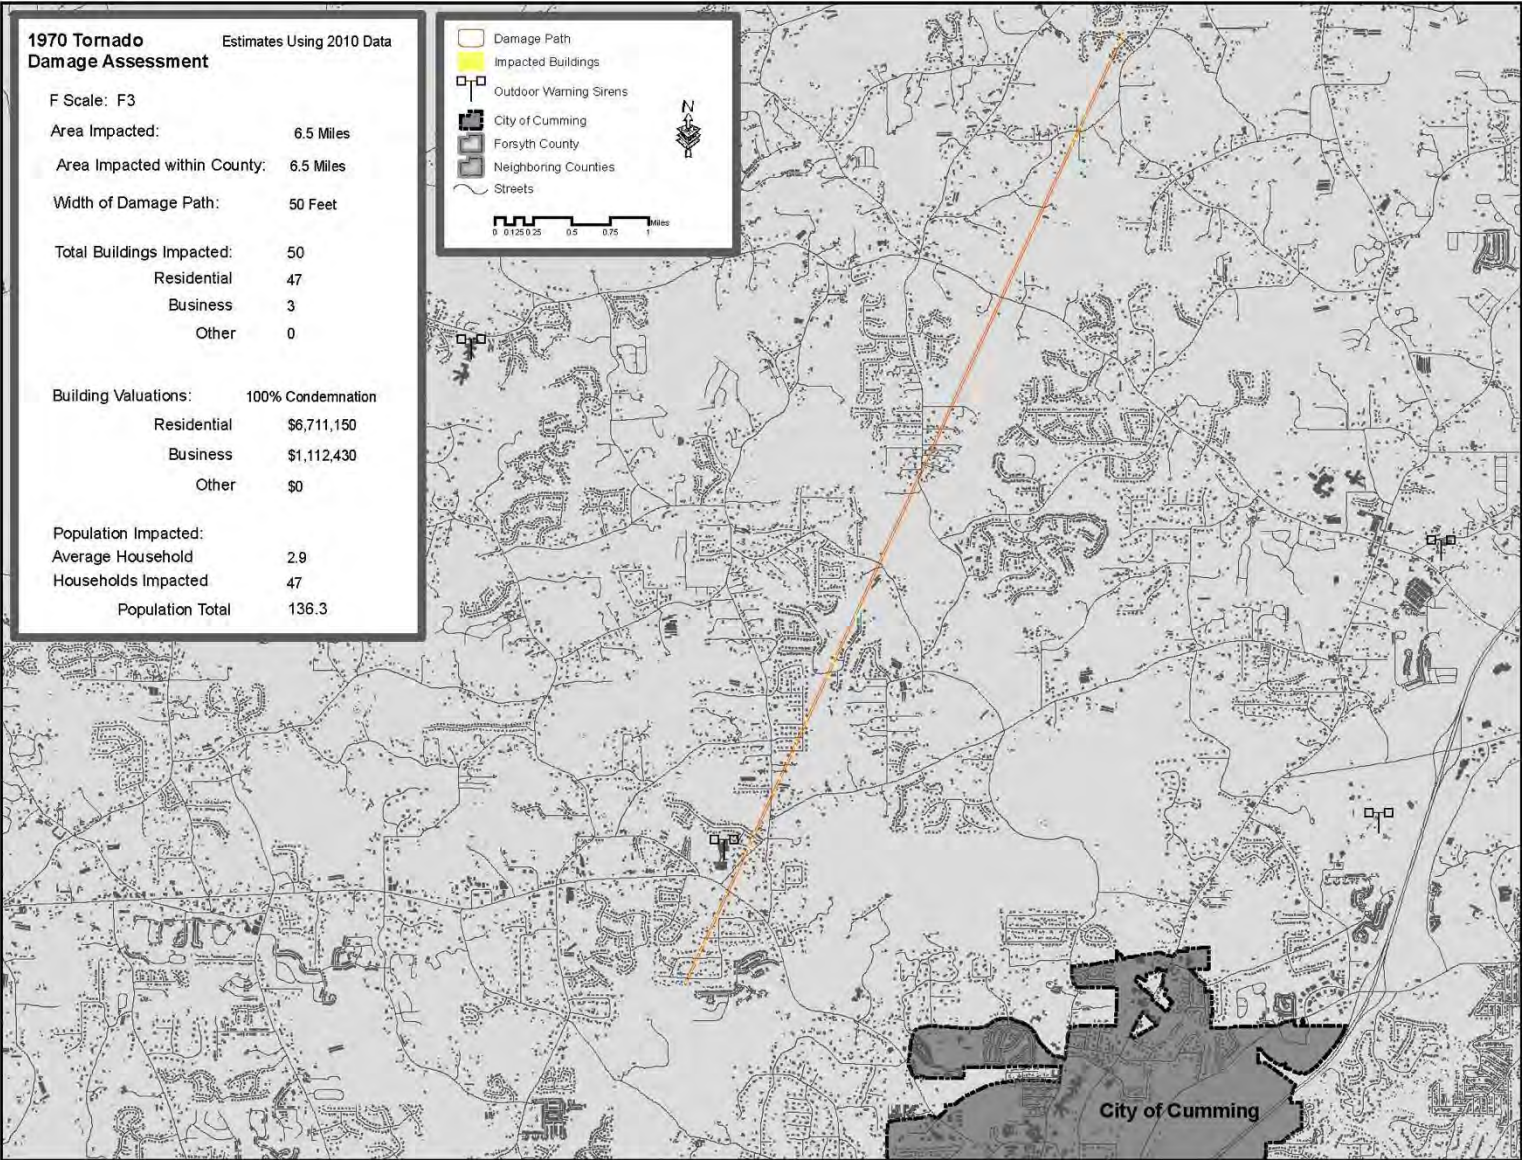 1970 Tornado Estimates Using 2010 Data
Damage Assessment
F Scale: F3
Area Impacted: 6.5 Miles
Area Impacted within County: 6.5 Miles
Width of Damage Path: 50 Feet
Total Buildings Impacted: 50
Residential 47
Business 3
Other 0
Building Valuations: 100% Condemnation
Residential $6,711,150
Business $1,112,430
Other $0
Population Impacted:
Average Household 2.9
Households Impacted 47
Population Total 136.3
Damage Path
Impacted Buildings
Outdoor Warning Sirens
City of Cumming
Forsyth County
Neighboring Counties
Streets
N
Miles
0 0.125 0.25 0.5 0.75 1
City of Cumming